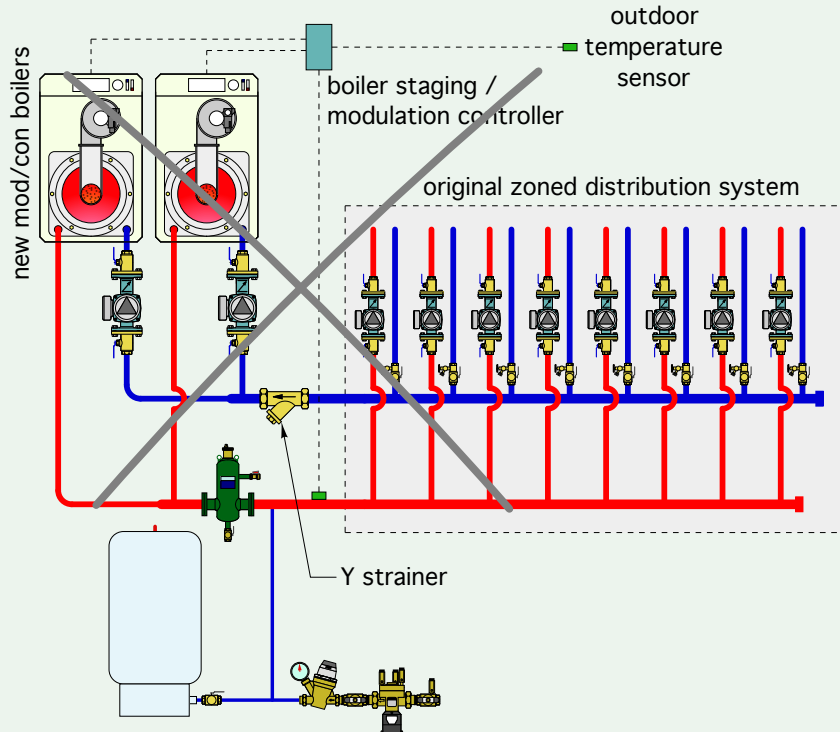 outdoor
temperature
sensor
boiler staging /
modulation controller
new mod/con boilers
original zoned distribution system
Y strainer